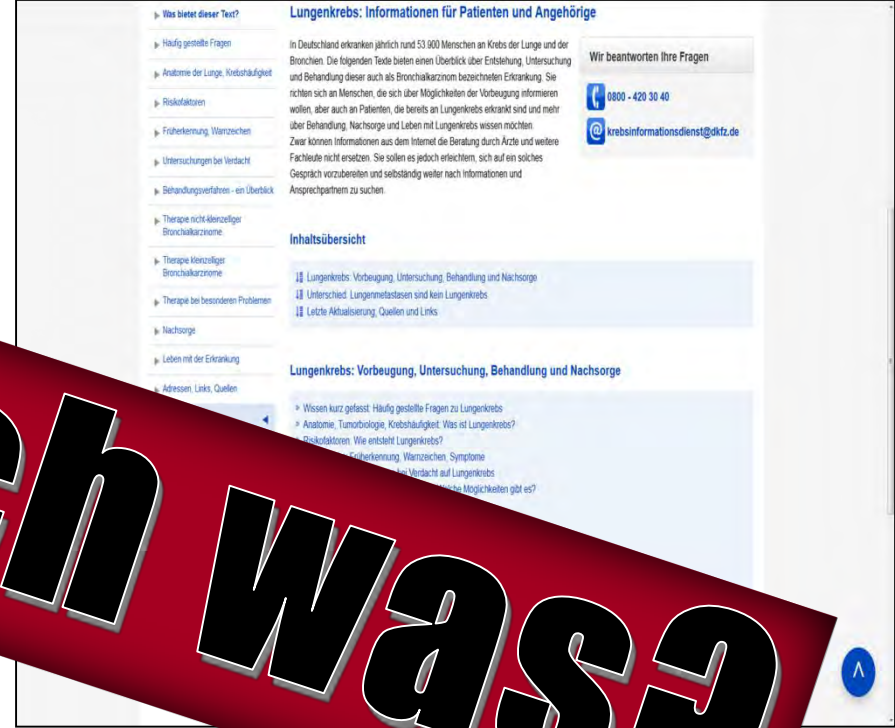 Was bietet dieser Text?
Häufig gestellte Fragen
Anatomie der Lunge, Krebshäufigkeit
Risikofaktoren
Früherkennung, Warnzeichen
Untersuchungen bei Verdacht
Behandlungsverfahren - ein Überblick
Therapie nicht-kleinzelliger
Bronchialkarzinome
Therapie kleinzelliger
Bronchialkarzinome
Therapie bei besonderen Problemen
Nachsorge
Leben mit der Erkrankung
Adressen, Links, Quellen
Lungenkrebs: Informationen für Patienten und Angehörige
In Deutschland erkranken jährlich rund 53.900 Menschen an Krebs der Lunge und der
Bronchien. Die folgenden Texte bieten einen Überblick über Entstehung, Untersuchung
und Behandlung dieser auch als Bronchialkarzinom bezeichneten Erkrankung. Sie
richten sich an Menschen, die sich über Möglichkeiten der Vorbeugung informieren
wollen, aber auch an Patienten, die bereits an Lungenkrebs erkrankt sind und mehr
über Behandlung, Nachsorge und Leben mit Lungenkrebs wissen möchten.
Zwar können Informationen aus dem Internet die Beratung durch Ärzte und weitere
Fachleute nicht ersetzen. Sie sollen es jedoch erleichtern, sich auf ein solches
Gespräch vorzubereiten und selbständig weiter nach Informationen und
Ansprechpartnern zu suchen.
Wir beantworten Ihre Fragen
0800 - 420 30 40
krebsinformationsdienst@dkfz.de
Inhaltsübersicht
Lungenkrebs: Vorbeugung, Untersuchung, Behandlung und Nachsorge
Unterschied: Lungenmetastasen sind kein Lungenkrebs
Letzte Aktualisierung, Quellen und Links
Lungenkrebs: Vorbeugung, Untersuchung, Behandlung und Nachsorge
Wissen kurz gefasst: Häufig gestellte Fragen zu Lungenkrebs
Anatomie, Tumorbiologie, Krebshäufigkeit: Was ist Lungenkrebs?
Risikofaktoren: Wie entsteht Lungenkrebs?
Früherkennung, Warnzeichen, Symptome
bei Verdacht auf Lungenkrebs
Möglichkeiten gibt es?
ch was?